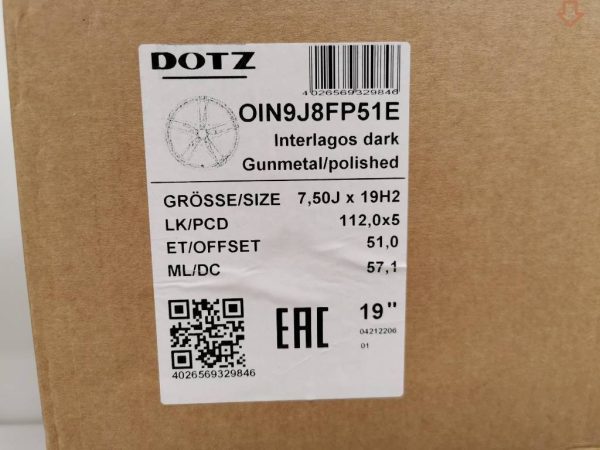 DOTZ
4026569329846
OIN9J8FP51E
Interlagos dark
Gunmetal/polished
GRÖSSE/SIZE 7,50J x 19H2
LK/PCD 112,0x5
ET/OFFSET 51,0
ML/DC 57,1
EAC 19"
04212206
01
4026569329846